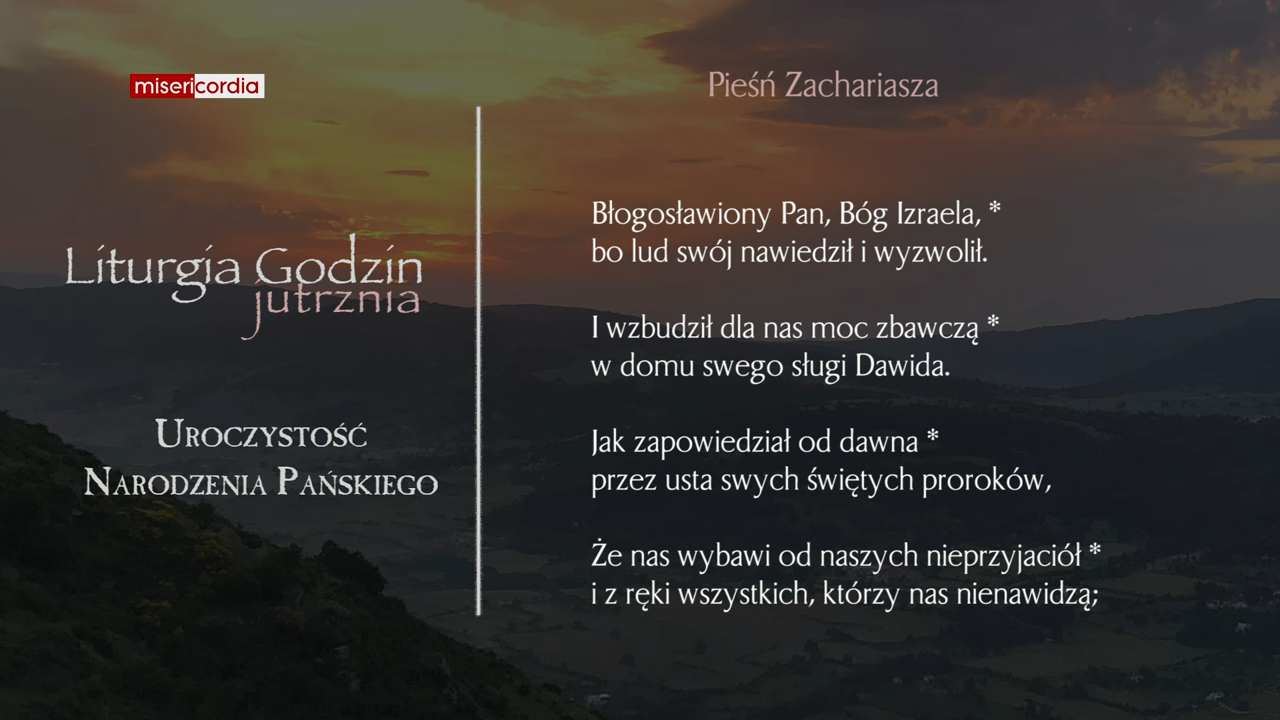 misericordia
Liturgia Godzin
jutrznia
Uroczystość
Narodzenia Pańskiego
Pieśń Zachariasza
Błogosławiony Pan, Bóg Izraela, *
bo lud swój nawiedził i wyzwolił.
I wzbudził dla nas moc zbawczą *
w domu swego sługi Dawida.
Jak zapowiedział od dawna *
przez usta swych świętych proroków,
Że nas wybawi od naszych nieprzyjaciół *
i z ręki wszystkich, którzy nas nienawidzą;